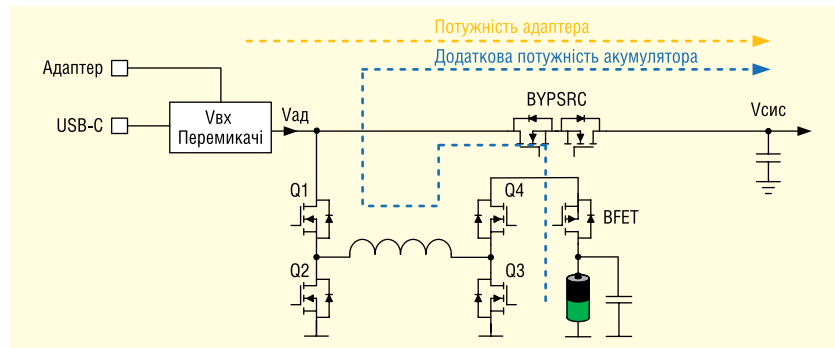 Потужність адаптера
Додаткова потужність акумулятора
Адаптер
BYPSRC
USB-C
Vвх
Перемикачі
Vад
Vсис
Q1
Q4
BFET
Q2
Q3